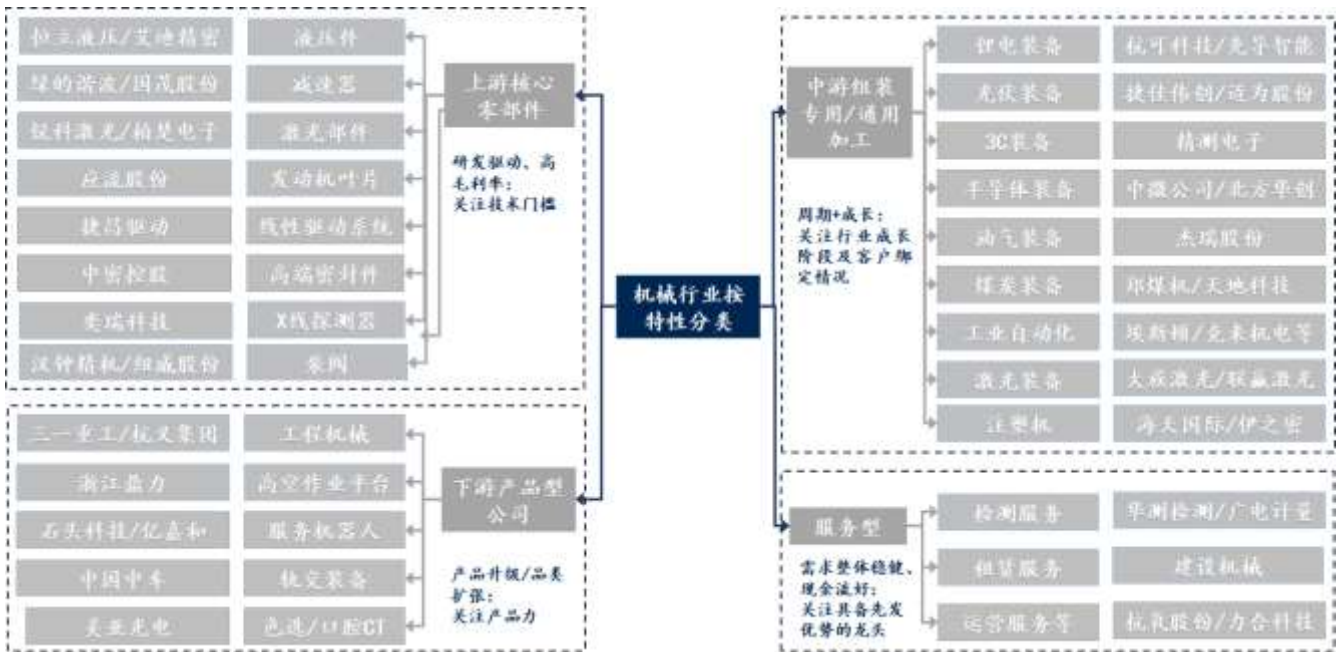 恒立液压/艾迪精密
液压件
绿的谐波/国茂股份
减速器
锐科激光/柏楚电子
激光部件
应流股份
发动机叶片
捷昌驱动
线性驱动系统
中密控股
高端密封件
奕瑞科技
X线探测器
汉钟精机/纽威股份
泵阀
上游核心
零部件
研发驱动、高
毛利率;
关注技术门槛
三一重工/杭叉集团
工程机械
浙江鼎力
高空作业平台
石头科技/亿嘉和
服务机器人
中国中车
轨交装备
美亚光电
色选/口腔CT
下游产品型
公司
产品升级/品类
扩张;
关注产品力
机械行业按
特性分类
中游组装
专用/通用
加工
周期+成长;
关注行业成长
阶段及客户绑
定情况
锂电装备
杭可科技/先导智能
光伏装备
捷佳伟创/迈为股份
3C装备
精测电子
半导体装备
中微公司/北方华创
油气装备
杰瑞股份
煤炭装备
郑煤机/天地科技
工业自动化
埃斯顿/克来机电等
激光装备
大族激光/联赢激光
注塑机
海天国际/伊之密
服务型
需求整体稳健、
现金流好;
关注具备先发
优势的龙头
检测服务
华测检测/广电计量
租赁服务
建设机械
运营服务等
杭氧股份/力合科技